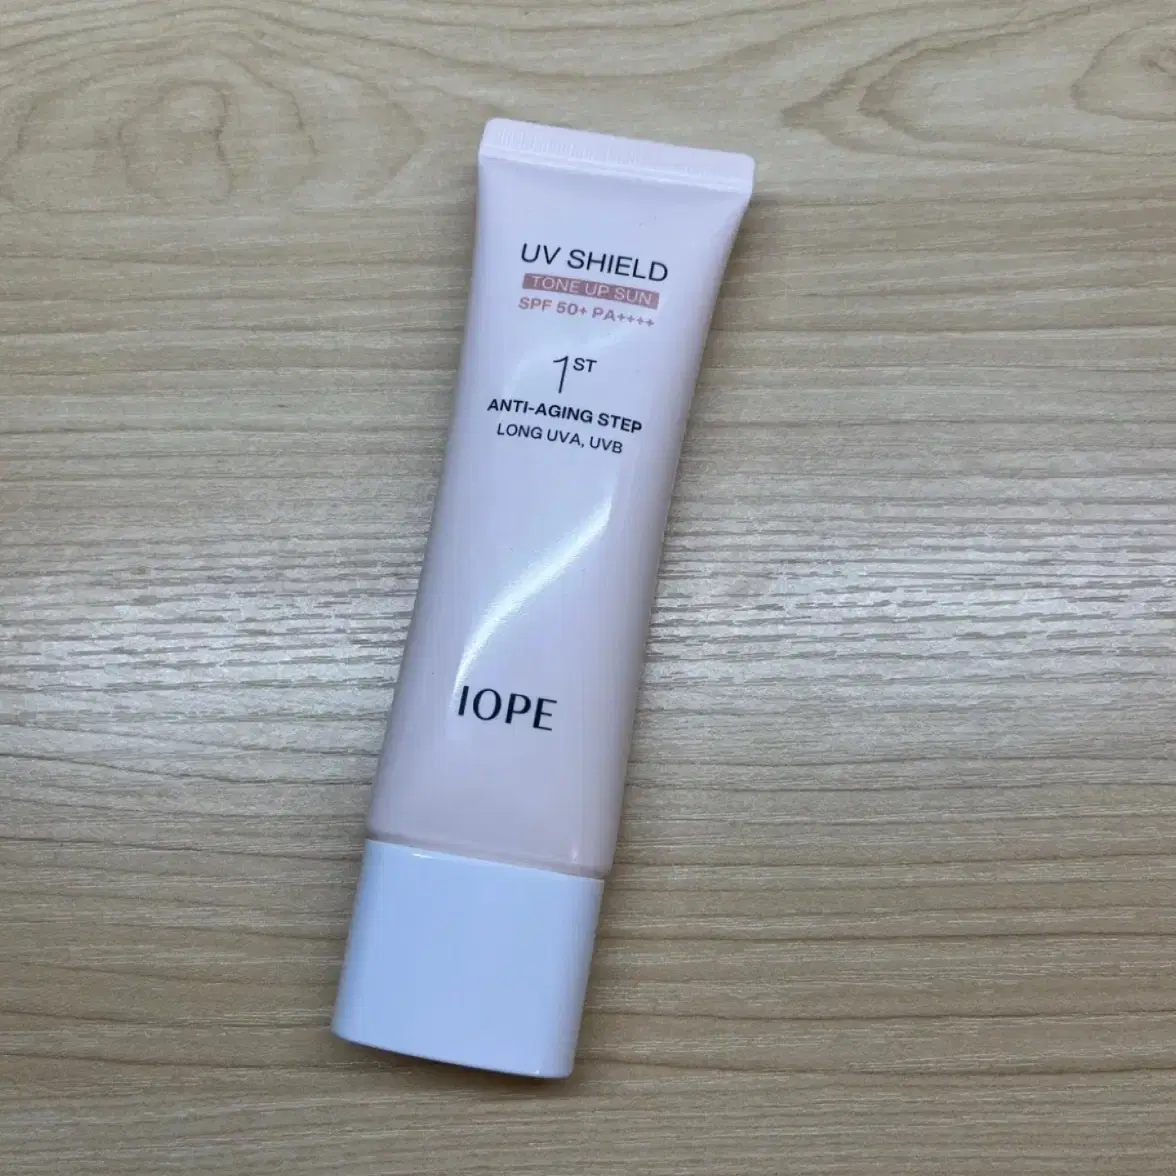 UV SHIELD
TONE UP SUN
SPF 50+ PA++++
1ST
ANTI-AGING STEP
LONG UVA, UVB
IOPE